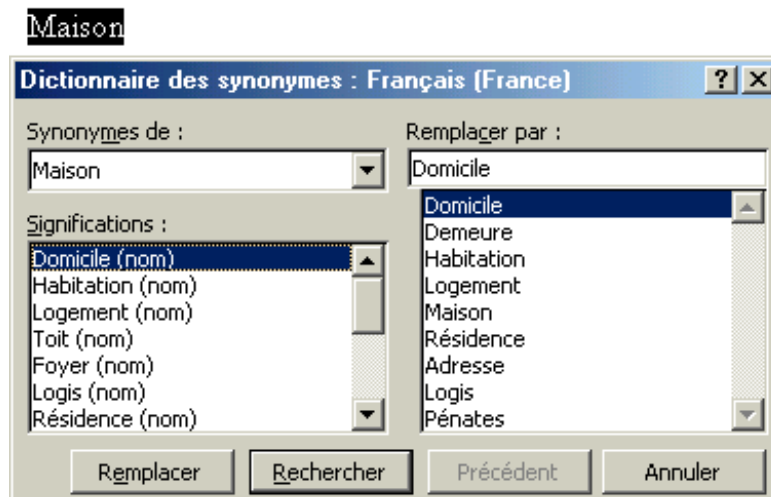 Maison
Dictionnaire des synonymes : Français (France)
Synonymes de :
Maison
Significations :
Domicile (nom)
Habitation (nom)
Logement (nom)
Toit (nom)
Foyer (nom)
Logis (nom)
Résidence (nom)
Remplacer par :
Domicile
Domicile
Demeure
Habitation
Logement
Maison
Résidence
Adresse
Logis
Pénates
Remplacer
Rechercher
Précédent
Annuler